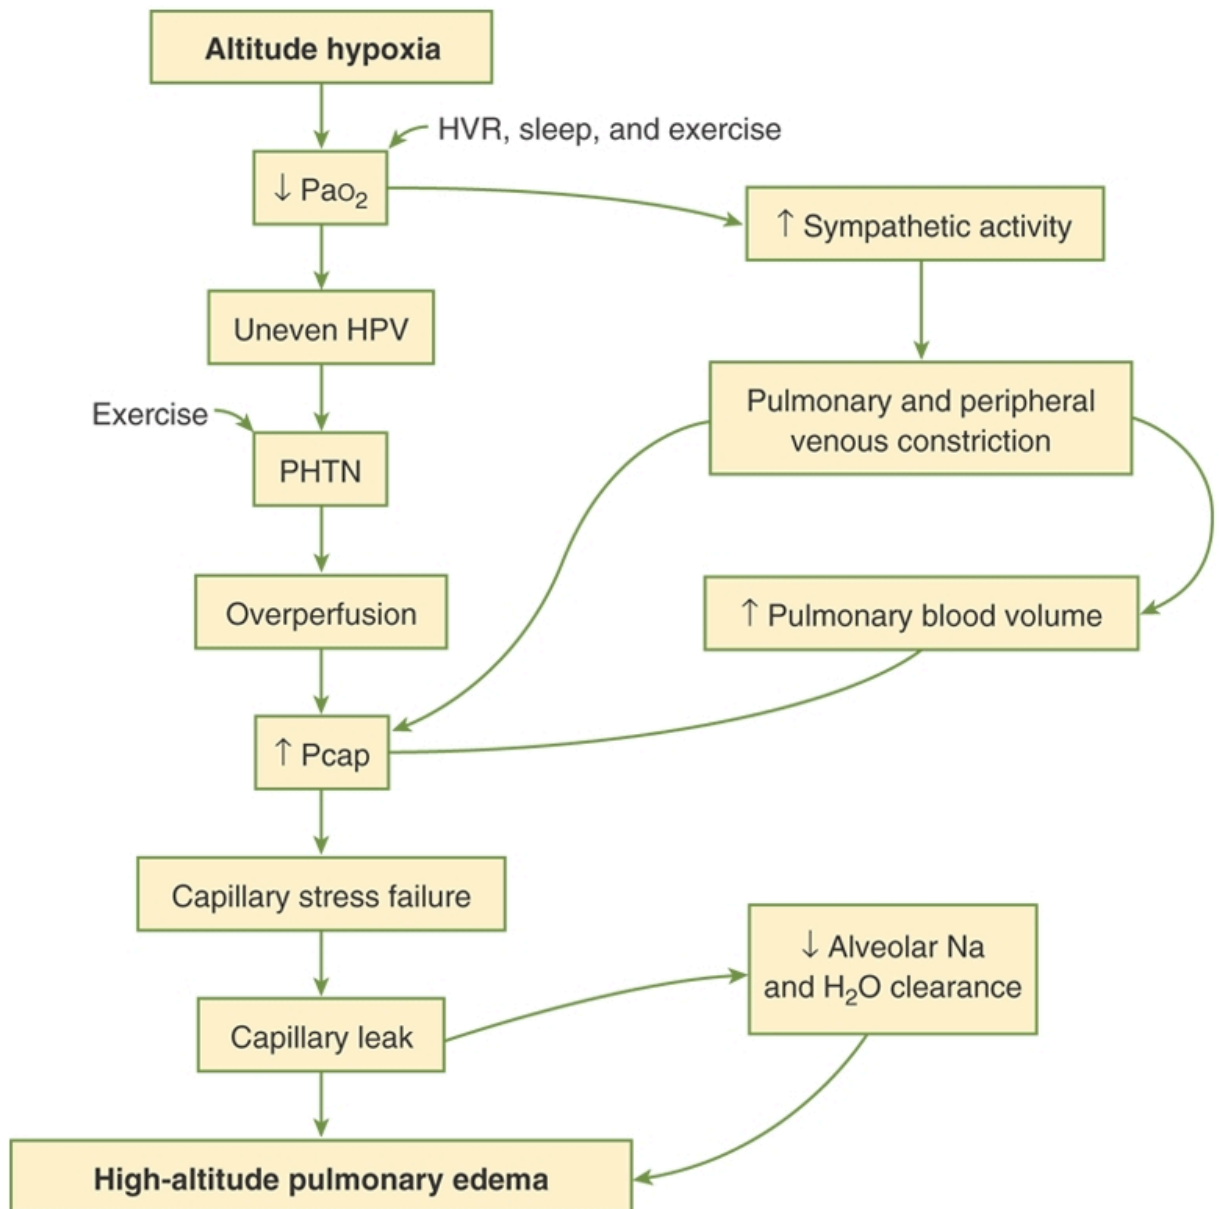 Altitude hypoxia
HVR, sleep, and exercise
↓ PaO₂
↑ Sympathetic activity
Uneven HPV
Pulmonary and peripheral
venous constriction
Exercise
PHTN
Overperfusion
↑ Pulmonary blood volume
↑ Pcap
Capillary stress failure
↓ Alveolar Na
and H₂O clearance
Capillary leak
High-altitude pulmonary edema